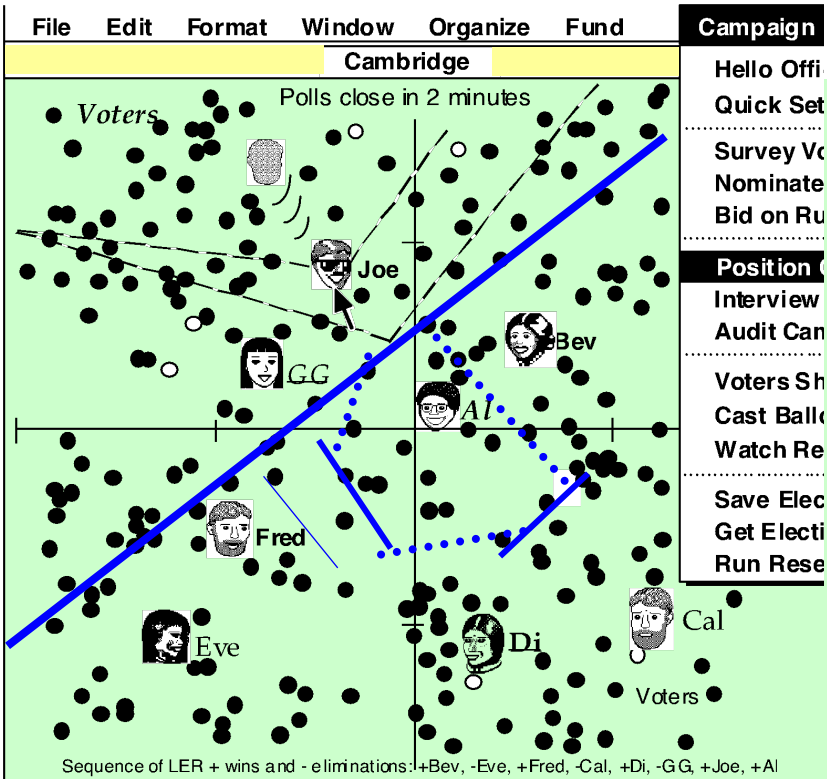 File Edit Format Window Organize Fund
Campaign
Cambridge
Hello Offi
Polls close in 2 minutes
Quick Set
Voters
Survey Vo
Nominate
Bid on Ru
Joe
Position C
Interview
Bev
Audit Can
GG
Voters Sh
Al
Cast Ballo
Watch Re
Save Elec
Fred
Get Electi
Run Rese
Eve
Di
Cal
Voters
Sequence of LER + wins and - eliminations: +Bev, -Eve, +Fred, -Cal, +Di, -GG, +Joe, +Al